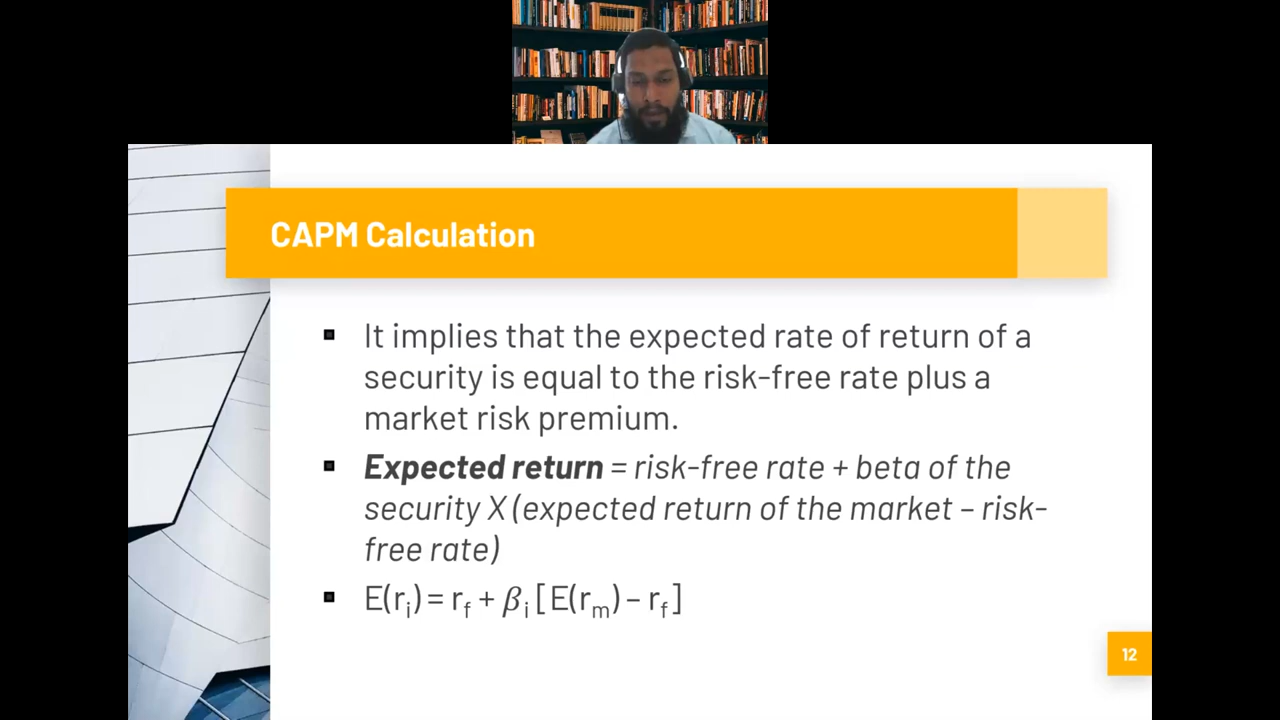 CAPM Calculation
▪ It implies that the expected rate of return of a
security is equal to the risk-free rate plus a
market risk premium.
▪ Expected return = risk-free rate + beta of the
security X (expected return of the market – risk-
free rate)
▪ E(rᵢ) = r_f + βᵢ [ E(rₘ) – r_f ]
12